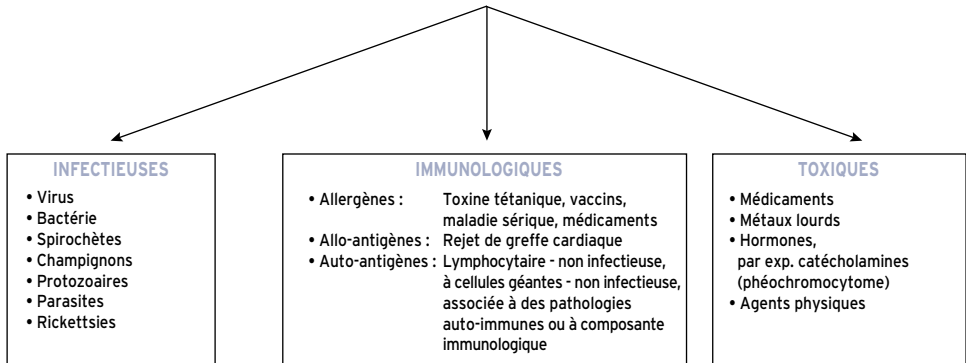 INFECTIEUSES
• Virus
• Bactérie
• Spirochètes
• Champignons
• Protozoaires
• Parasites
• Rickettsies
IMMUNOLOGIQUES
• Allergènes : Toxine tétanique, vaccins,
maladie sérique, médicaments
• Allo-antigènes : Rejet de greffe cardiaque
• Auto-antigènes : Lymphocytaire - non infectieuse,
à cellules géantes - non infectieuse,
associée à des pathologies
auto-immunes ou à composante
immunologique
TOXIQUES
• Médicaments
• Métaux lourds
• Hormones,
par exp. catécholamines
(phéochromocytome)
• Agents physiques